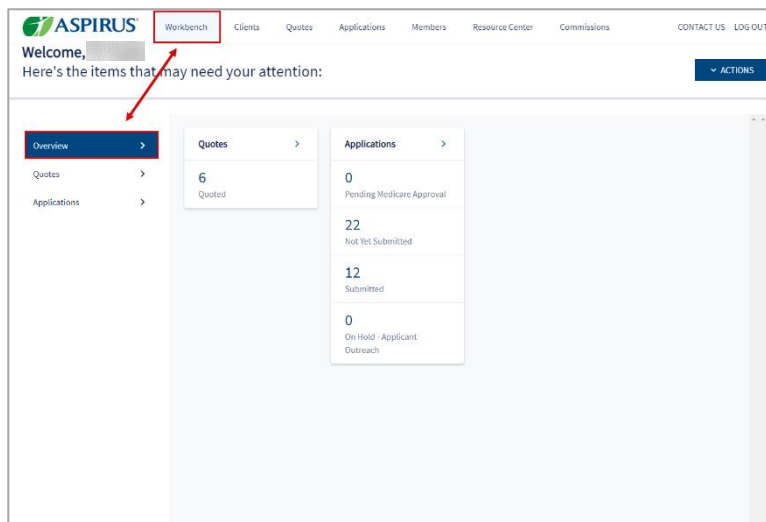 ASPIRUS
Workbench Clients Quotes Applications Members Resource Center Commissions CONTACT US LOG OUT
Welcome,
Here's the items that may need your attention:
ACTIONS
Overview
Quotes
Applications
Quotes
6
Quoted
Applications
0
Pending Medicare Approval
22
Not Yet Submitted
12
Submitted
0
On Hold - Applicant
Outreach